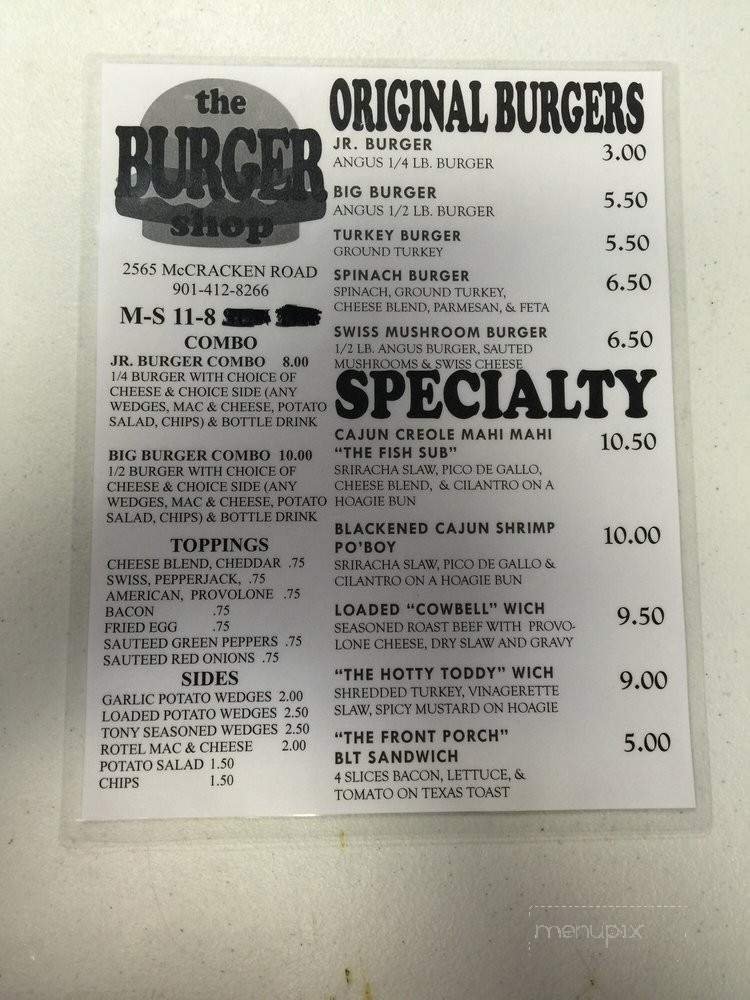 the
BURGER
shop
2565 McCRACKEN ROAD
901-412-8266
M-S 11-8
COMBO
JR. BURGER COMBO 8.00
1/4 BURGER WITH CHOICE OF
CHEESE & CHOICE SIDE (ANY
WEDGES, MAC & CHEESE, POTATO
SALAD, CHIPS) & BOTTLE DRINK
BIG BURGER COMBO 10.00
1/2 BURGER WITH CHOICE OF
CHEESE & CHOICE SIDE (ANY
WEDGES, MAC & CHEESE, POTATO
SALAD, CHIPS) & BOTTLE DRINK
TOPPINGS
CHEESE BLEND, CHEDDAR .75
SWISS, PEPPERJACK, .75
AMERICAN, PROVOLONE .75
BACON .75
FRIED EGG .75
SAUTEED GREEN PEPPERS .75
SAUTEED RED ONIONS .75
SIDES
GARLIC POTATO WEDGES 2.00
LOADED POTATO WEDGES 2.50
TONY SEASONED WEDGES 2.50
ROTEL MAC & CHEESE 2.00
POTATO SALAD 1.50
CHIPS 1.50
ORIGINAL BURGERS
JR. BURGER 3.00
ANGUS 1/4 LB. BURGER
BIG BURGER 5.50
ANGUS 1/2 LB. BURGER
TURKEY BURGER 5.50
GROUND TURKEY
SPINACH BURGER 6.50
SPINACH, GROUND TURKEY,
CHEESE BLEND, PARMESAN, & FETA
SWISS MUSHROOM BURGER 6.50
1/2 LB. ANGUS BURGER, SAUTED
MUSHROOMS & SWISS CHEESE
SPECIALTY
CAJUN CREOLE MAHI MAHI 10.50
"THE FISH SUB"
SRIRACHA SLAW, PICO DE GALLO,
CHEESE BLEND, & CILANTRO ON A
HOAGIE BUN
BLACKENED CAJUN SHRIMP 10.00
PO'BOY
SRIRACHA SLAW, PICO DE GALLO &
CILANTRO ON A HOAGIE BUN
LOADED "COWBELL" WICH 9.50
SEASONED ROAST BEEF WITH PROVO-
LONE CHEESE, DRY SLAW AND GRAVY
"THE HOTTY TODDY" WICH 9.00
SHREDDED TURKEY, VINAGERETTE
SLAW, SPICY MUSTARD ON HOAGIE
"THE FRONT PORCH" 5.00
BLT SANDWICH
4 SLICES BACON, LETTUCE, &
TOMATO ON TEXAS TOAST
menupix